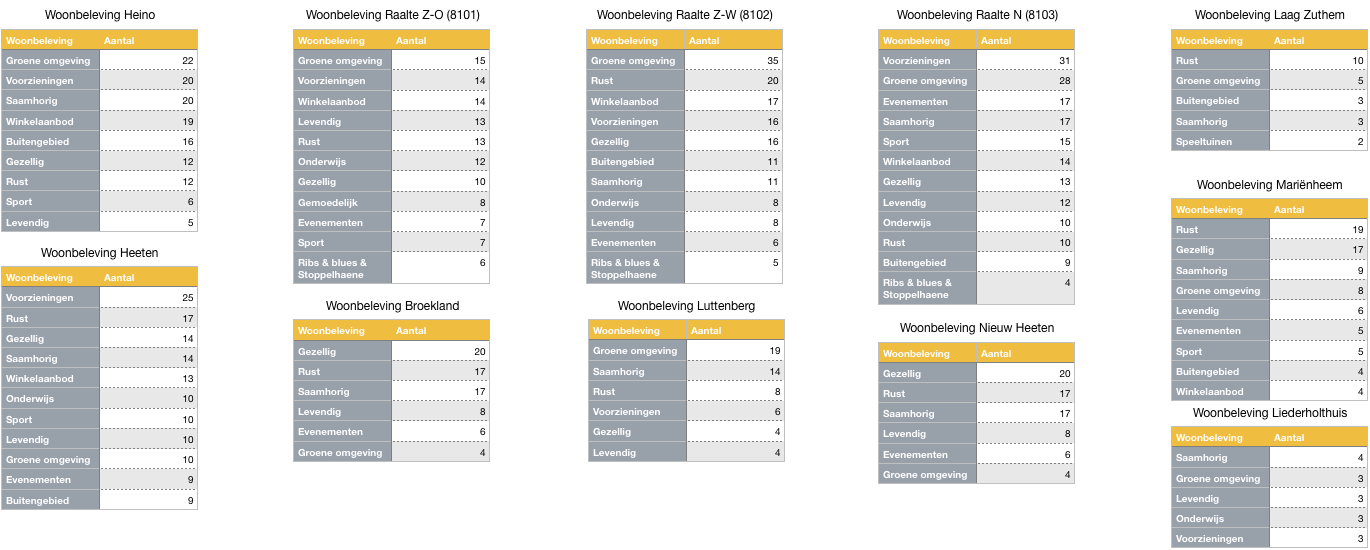 Woonbeleving Heino
Woonbeleving Aantal
Groene omgeving 22
Voorzieningen 20
Saamhorig 20
Winkelaanbod 19
Buitengebied 16
Gezellig 12
Rust 12
Sport 6
Levendig 5
Woonbeleving Heeten
Woonbeleving Aantal
Voorzieningen 25
Rust 17
Gezellig 14
Saamhorig 14
Winkelaanbod 13
Onderwijs 10
Sport 10
Levendig 10
Groene omgeving 10
Evenementen 9
Buitengebied 9
Woonbeleving Raalte Z-O (8101)
Woonbeleving Aantal
Groene omgeving 15
Voorzieningen 14
Winkelaanbod 14
Levendig 13
Rust 13
Onderwijs 12
Gezellig 10
Gemoedelijk 8
Evenementen 7
Sport 7
Ribs & blues & 6
Stoppelhaene
Woonbeleving Broekland
Woonbeleving Aantal
Gezellig 20
Rust 17
Saamhorig 17
Levendig 8
Evenementen 6
Groene omgeving 4
Woonbeleving Raalte Z-W (8102)
Woonbeleving Aantal
Groene omgeving 35
Rust 20
Winkelaanbod 17
Voorzieningen 16
Gezellig 16
Buitengebied 11
Saamhorig 11
Onderwijs 8
Levendig 8
Evenementen 6
Ribs & blues & 5
Stoppelhaene
Woonbeleving Luttenberg
Woonbeleving Aantal
Groene omgeving 19
Saamhorig 14
Rust 8
Voorzieningen 6
Gezellig 4
Levendig 4
Woonbeleving Raalte N (8103)
Woonbeleving Aantal
Voorzieningen 31
Groene omgeving 28
Evenementen 17
Saamhorig 17
Sport 15
Winkelaanbod 14
Gezellig 13
Levendig 12
Onderwijs 10
Rust 10
Buitengebied 9
Ribs & blues & 4
Stoppelhaene
Woonbeleving Nieuw Heeten
Woonbeleving Aantal
Gezellig 20
Rust 17
Saamhorig 17
Levendig 8
Evenementen 6
Groene omgeving 4
Woonbeleving Laag Zuthem
Woonbeleving Aantal
Rust 10
Groene omgeving 5
Buitengebied 3
Saamhorig 3
Speeltuinen 2
Woonbeleving Mariënheem
Woonbeleving Aantal
Rust 19
Gezellig 17
Saamhorig 9
Groene omgeving 8
Levendig 6
Evenementen 5
Sport 5
Buitengebied 4
Winkelaanbod 4
Woonbeleving Liederholthuis
Woonbeleving Aantal
Saamhorig 4
Groene omgeving 3
Levendig 3
Onderwijs 3
Voorzieningen 3